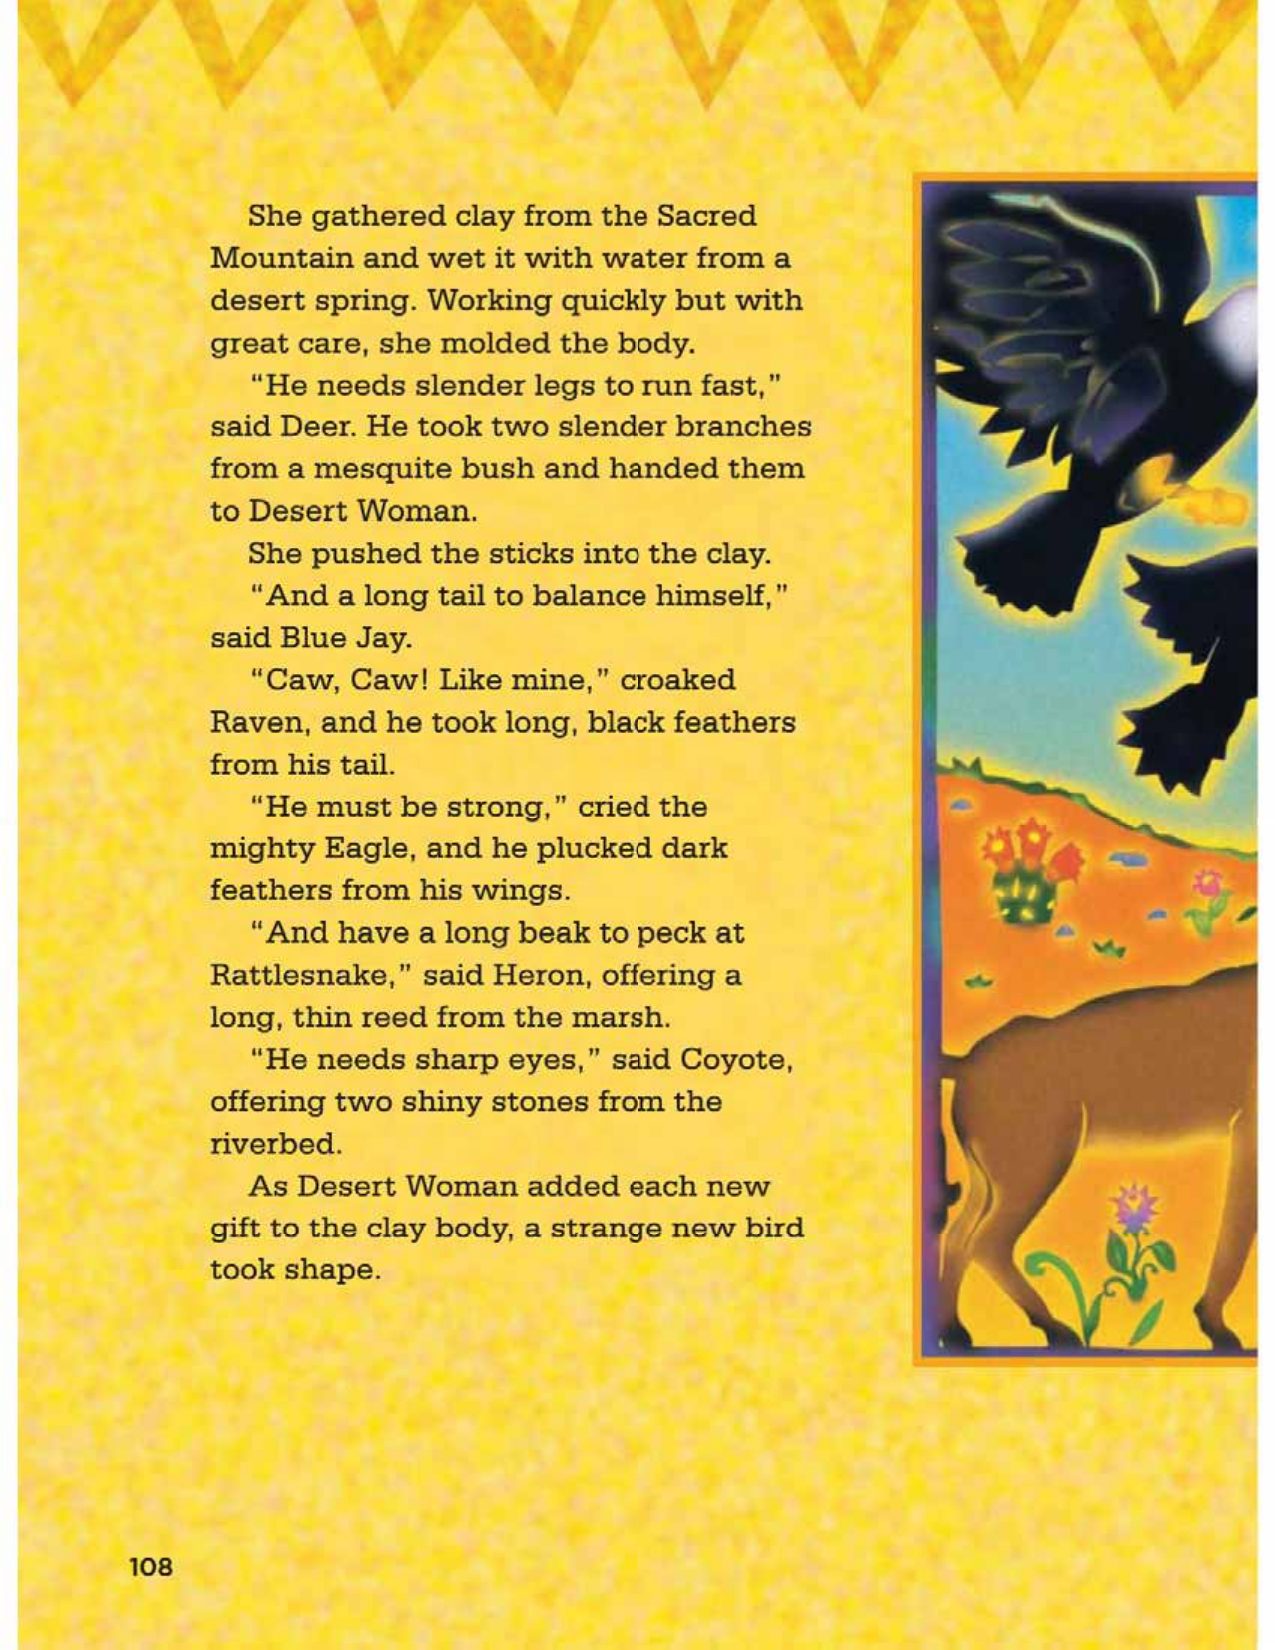 She gathered clay from the Sacred
Mountain and wet it with water from a
desert spring. Working quickly but with
great care, she molded the body.
“He needs slender legs to run fast,”
said Deer. He took two slender branches
from a mesquite bush and handed them
to Desert Woman.
She pushed the sticks into the clay.
“And a long tail to balance himself,”
said Blue Jay.
“Caw, Caw! Like mine,” croaked
Raven, and he took long, black feathers
from his tail.
“He must be strong,” cried the
mighty Eagle, and he plucked dark
feathers from his wings.
“And have a long beak to peck at
Rattlesnake,” said Heron, offering a
long, thin reed from the marsh.
“He needs sharp eyes,” said Coyote,
offering two shiny stones from the
riverbed.
As Desert Woman added each new
gift to the clay body, a strange new bird
took shape.
108